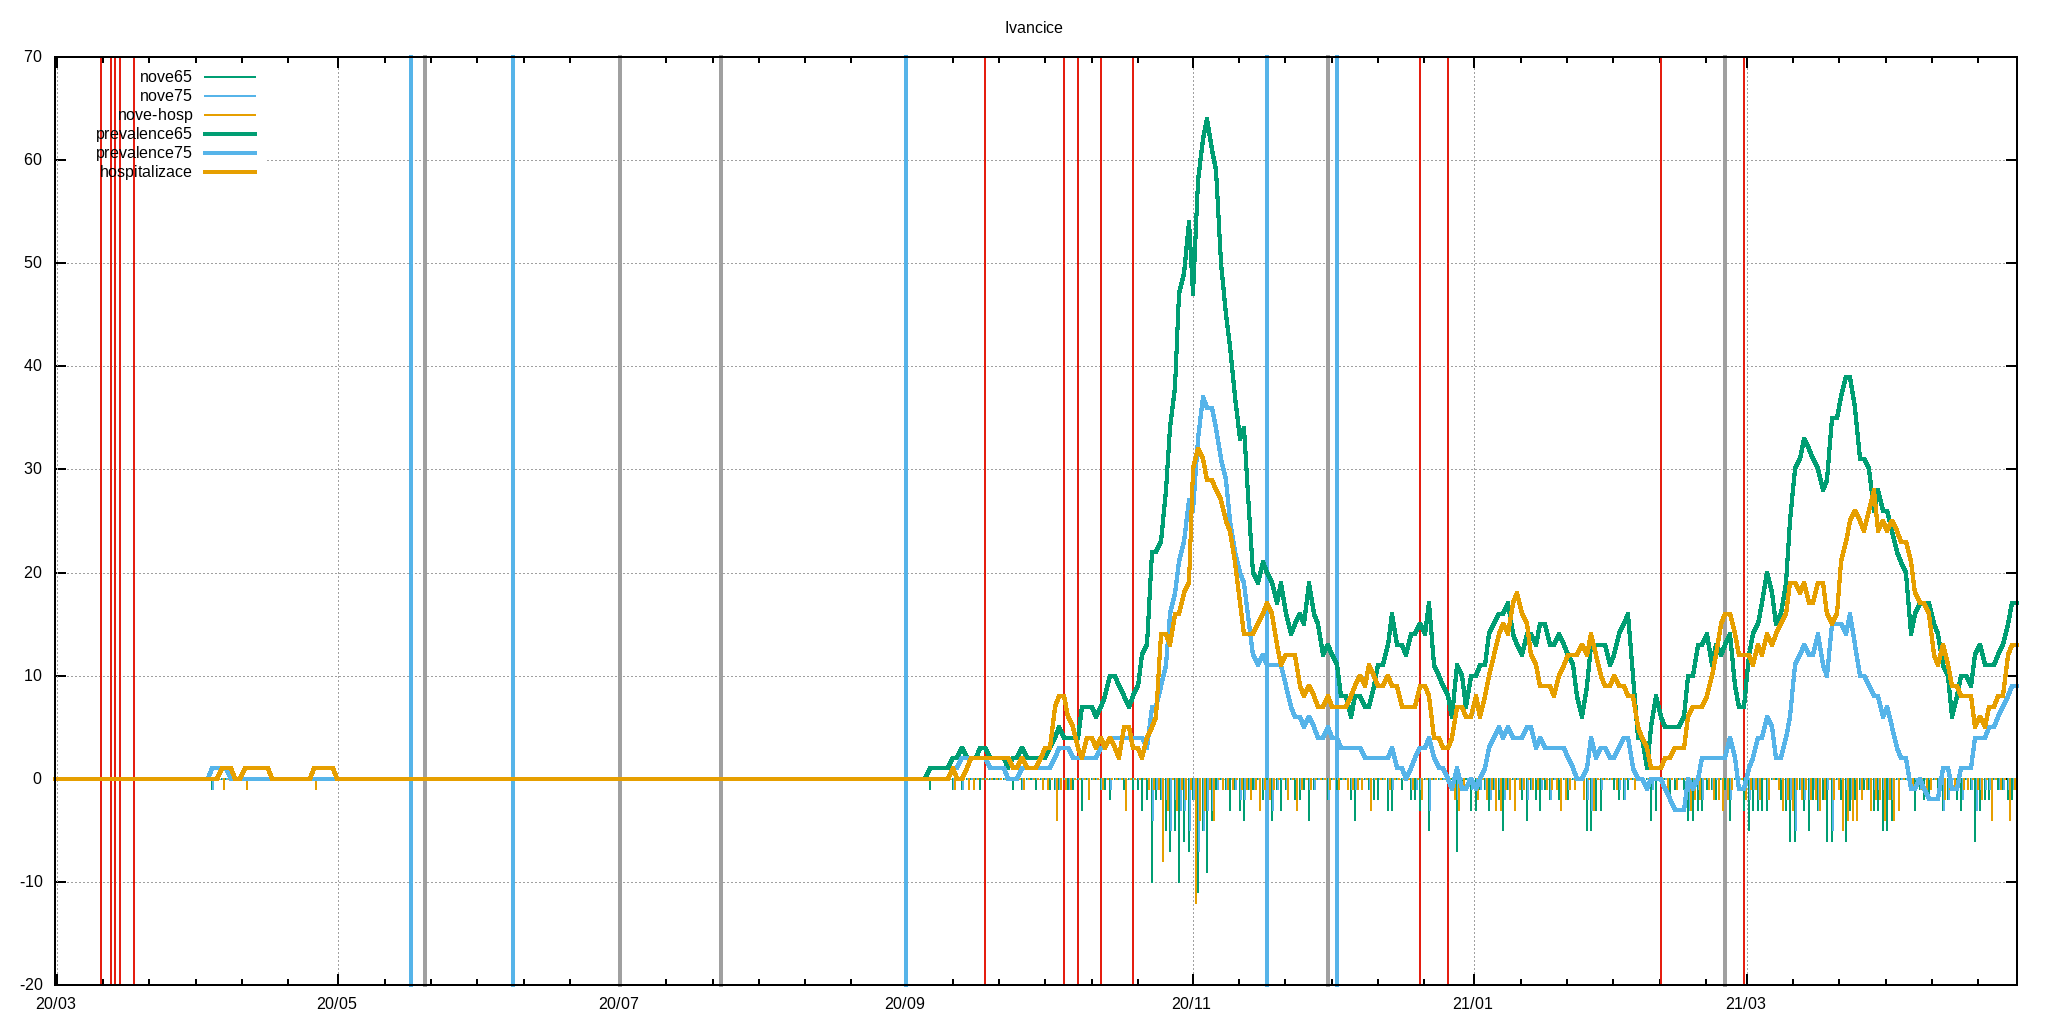 Ivancice
70
60
50
40
30
20
10
0
-10
-20
nove65
nove75
nove-hosp
prevalence65
prevalence75
hospitalizace
20/03 20/05 20/07 20/09 20/11 21/01 21/03